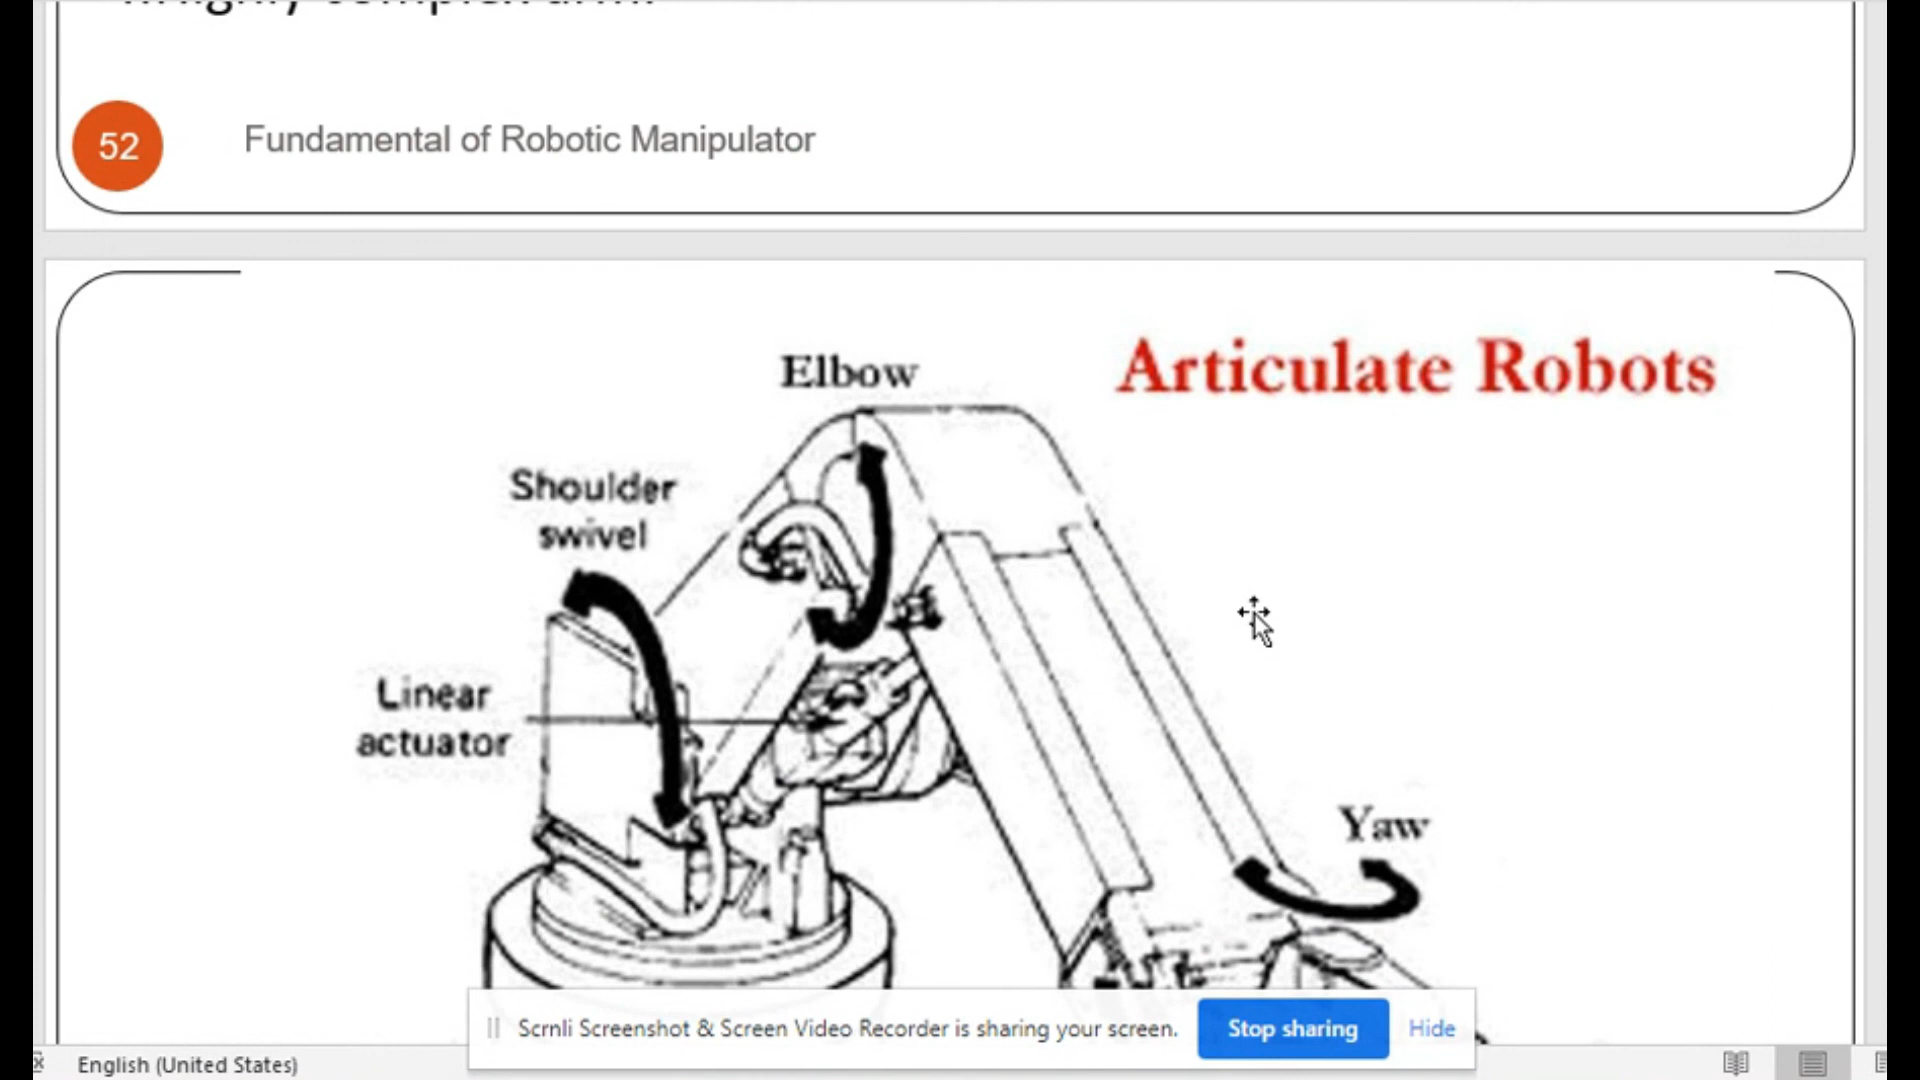 52
Fundamental of Robotic Manipulator
Elbow
Articulate Robots
Shoulder
swivel
Linear
actuator
Yaw
Scrnli Screenshot & Screen Video Recorder is sharing your screen.
Stop sharing
Hide
English (United States)